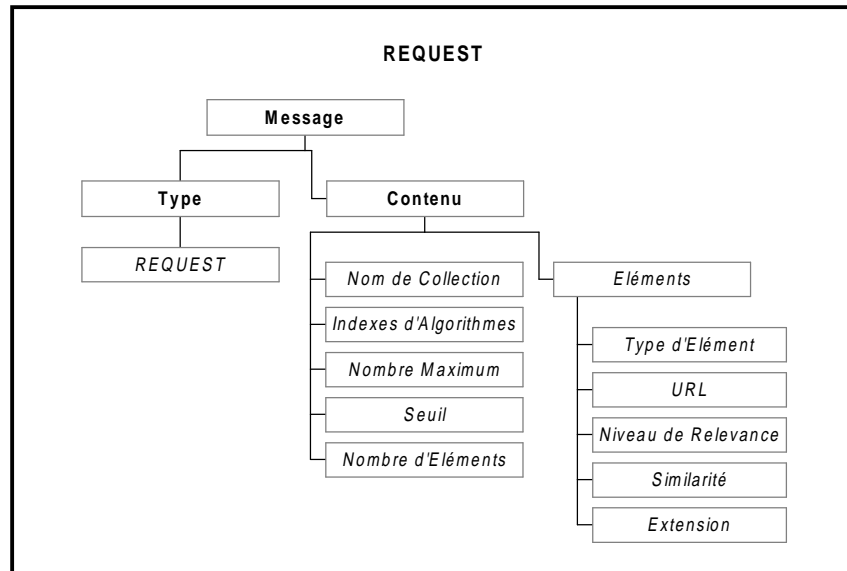 REQUEST
Message
Type
Contenu
REQUEST
Nom de Collection
Eléments
Indexes d'Algorithmes
Type d'Elément
Nombre Maximum
URL
Seuil
Niveau de Relevance
Nombre d'Eléments
Similarité
Extension